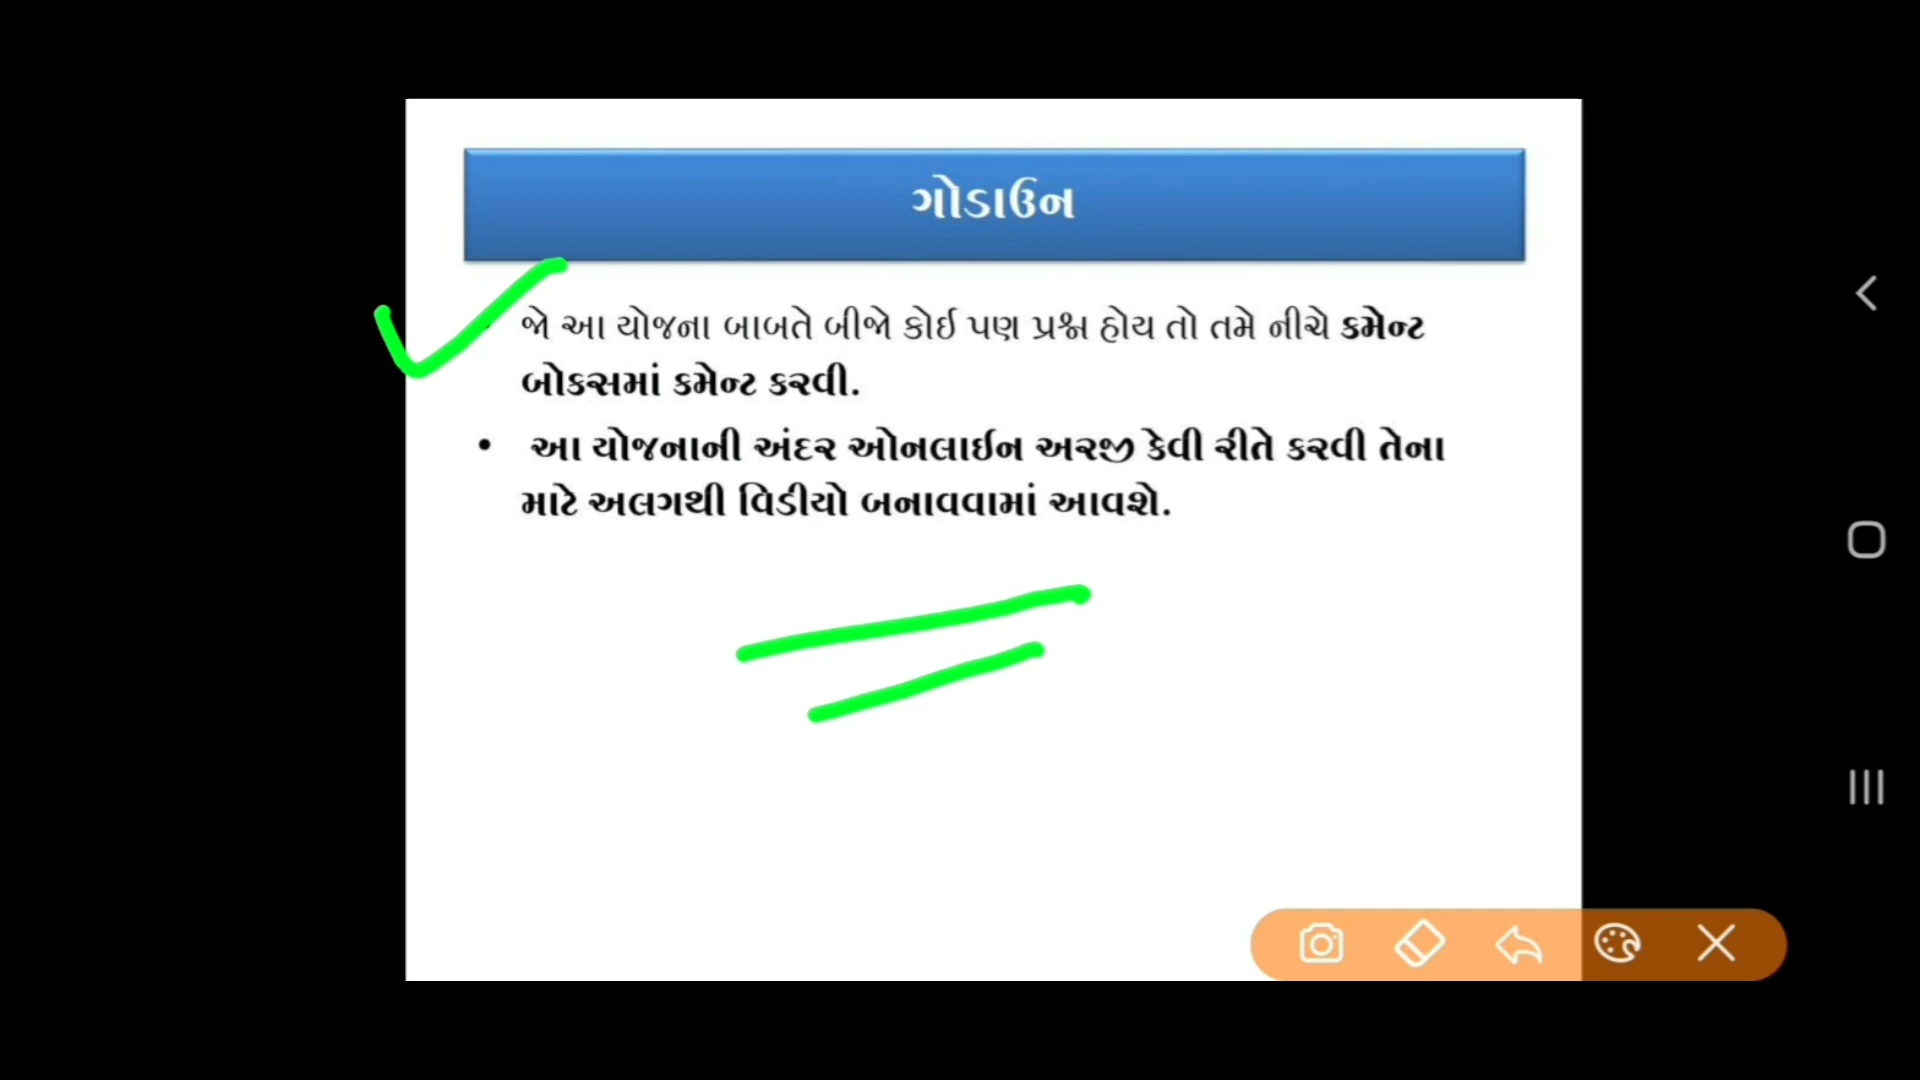 ગોડાઉન
જો આ યોજના બાબતે બીજો કોઈ પણ પ્રશ્ન હોય તો તમે નીચે કમેન્ટ
બોકસમાં કમેન્ટ કરવી.
• આ યોજનાની અંદર ઓનલાઈન અરજી કેવી રીતે કરવી તેના
માટે અલગથી વિડીયો બનાવવામાં આવશે.